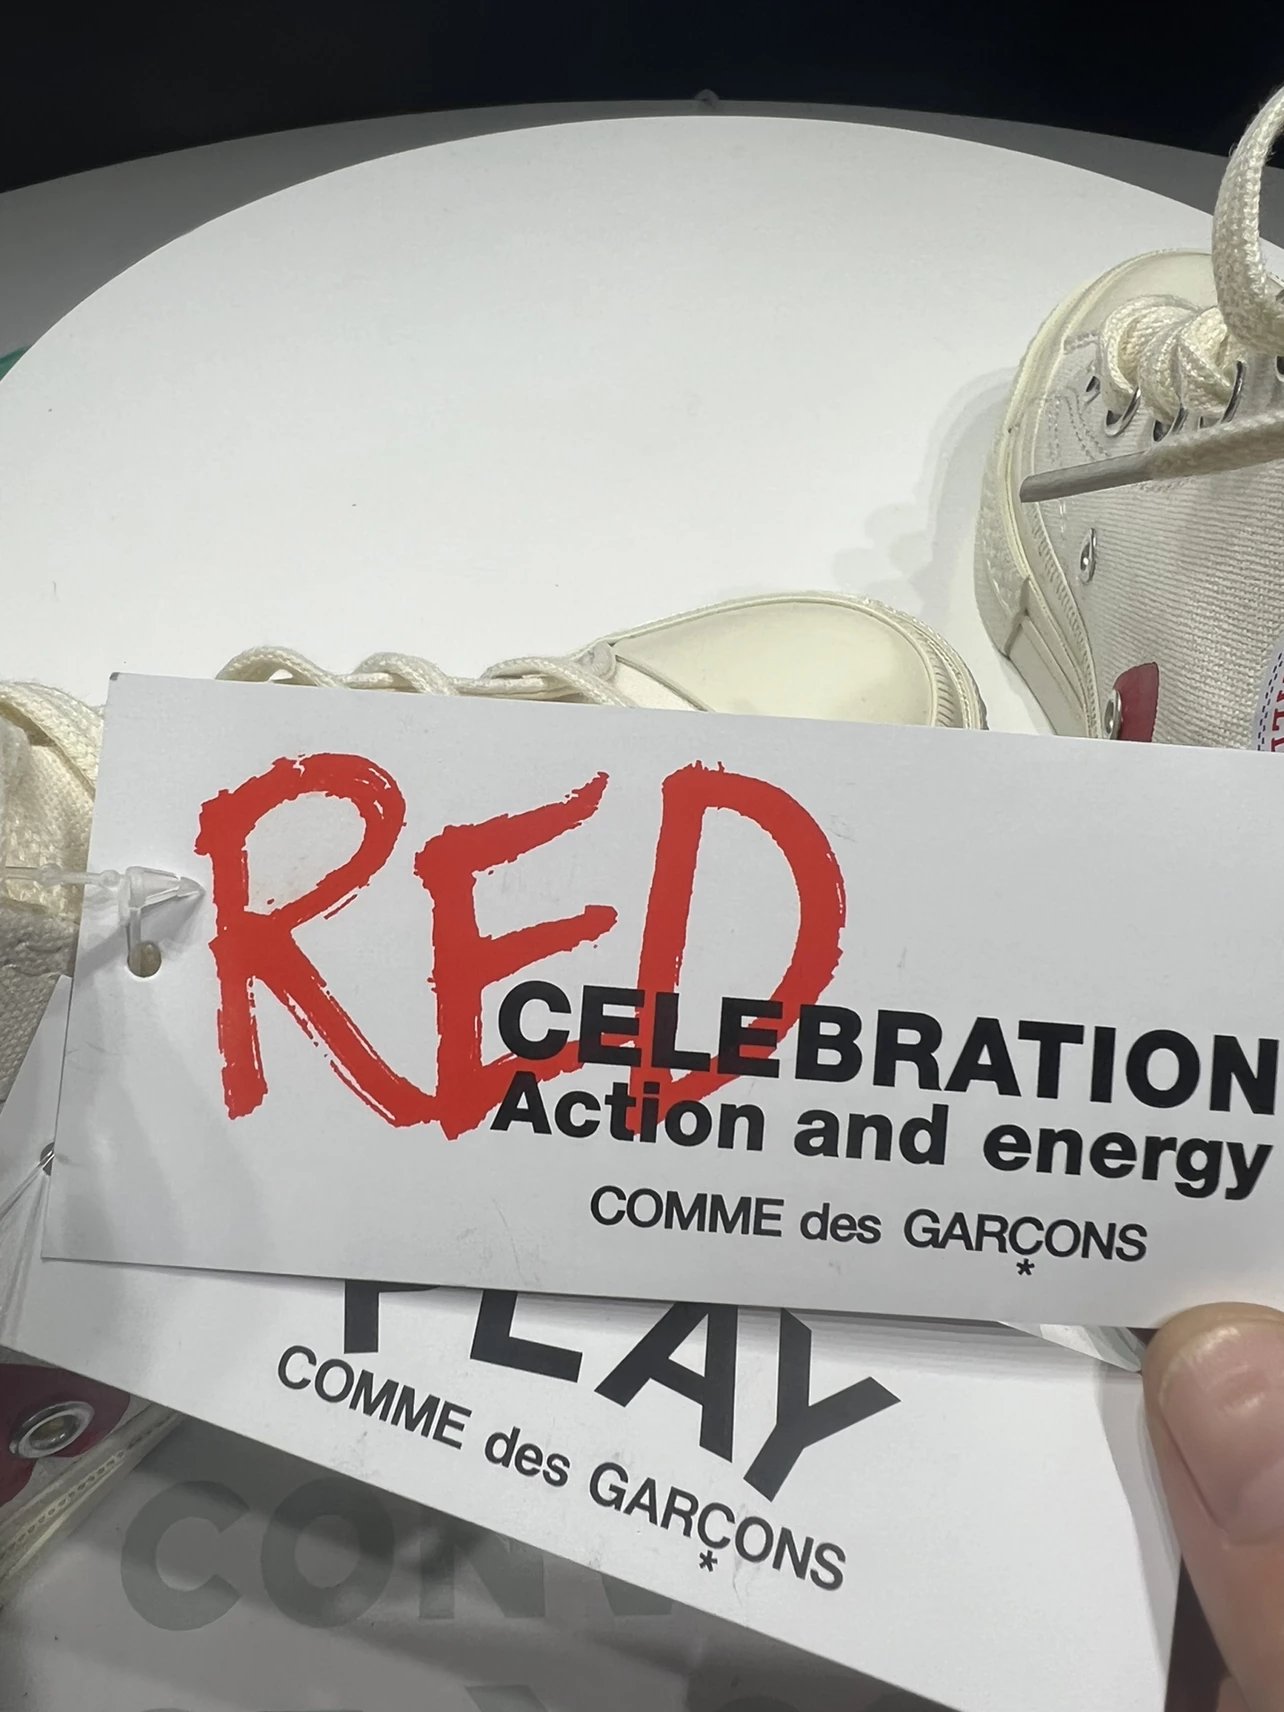 RED
CELEBRATION
Action and energy
COMME des GARÇONS
*
PLAY
COMME des GARÇONS
*